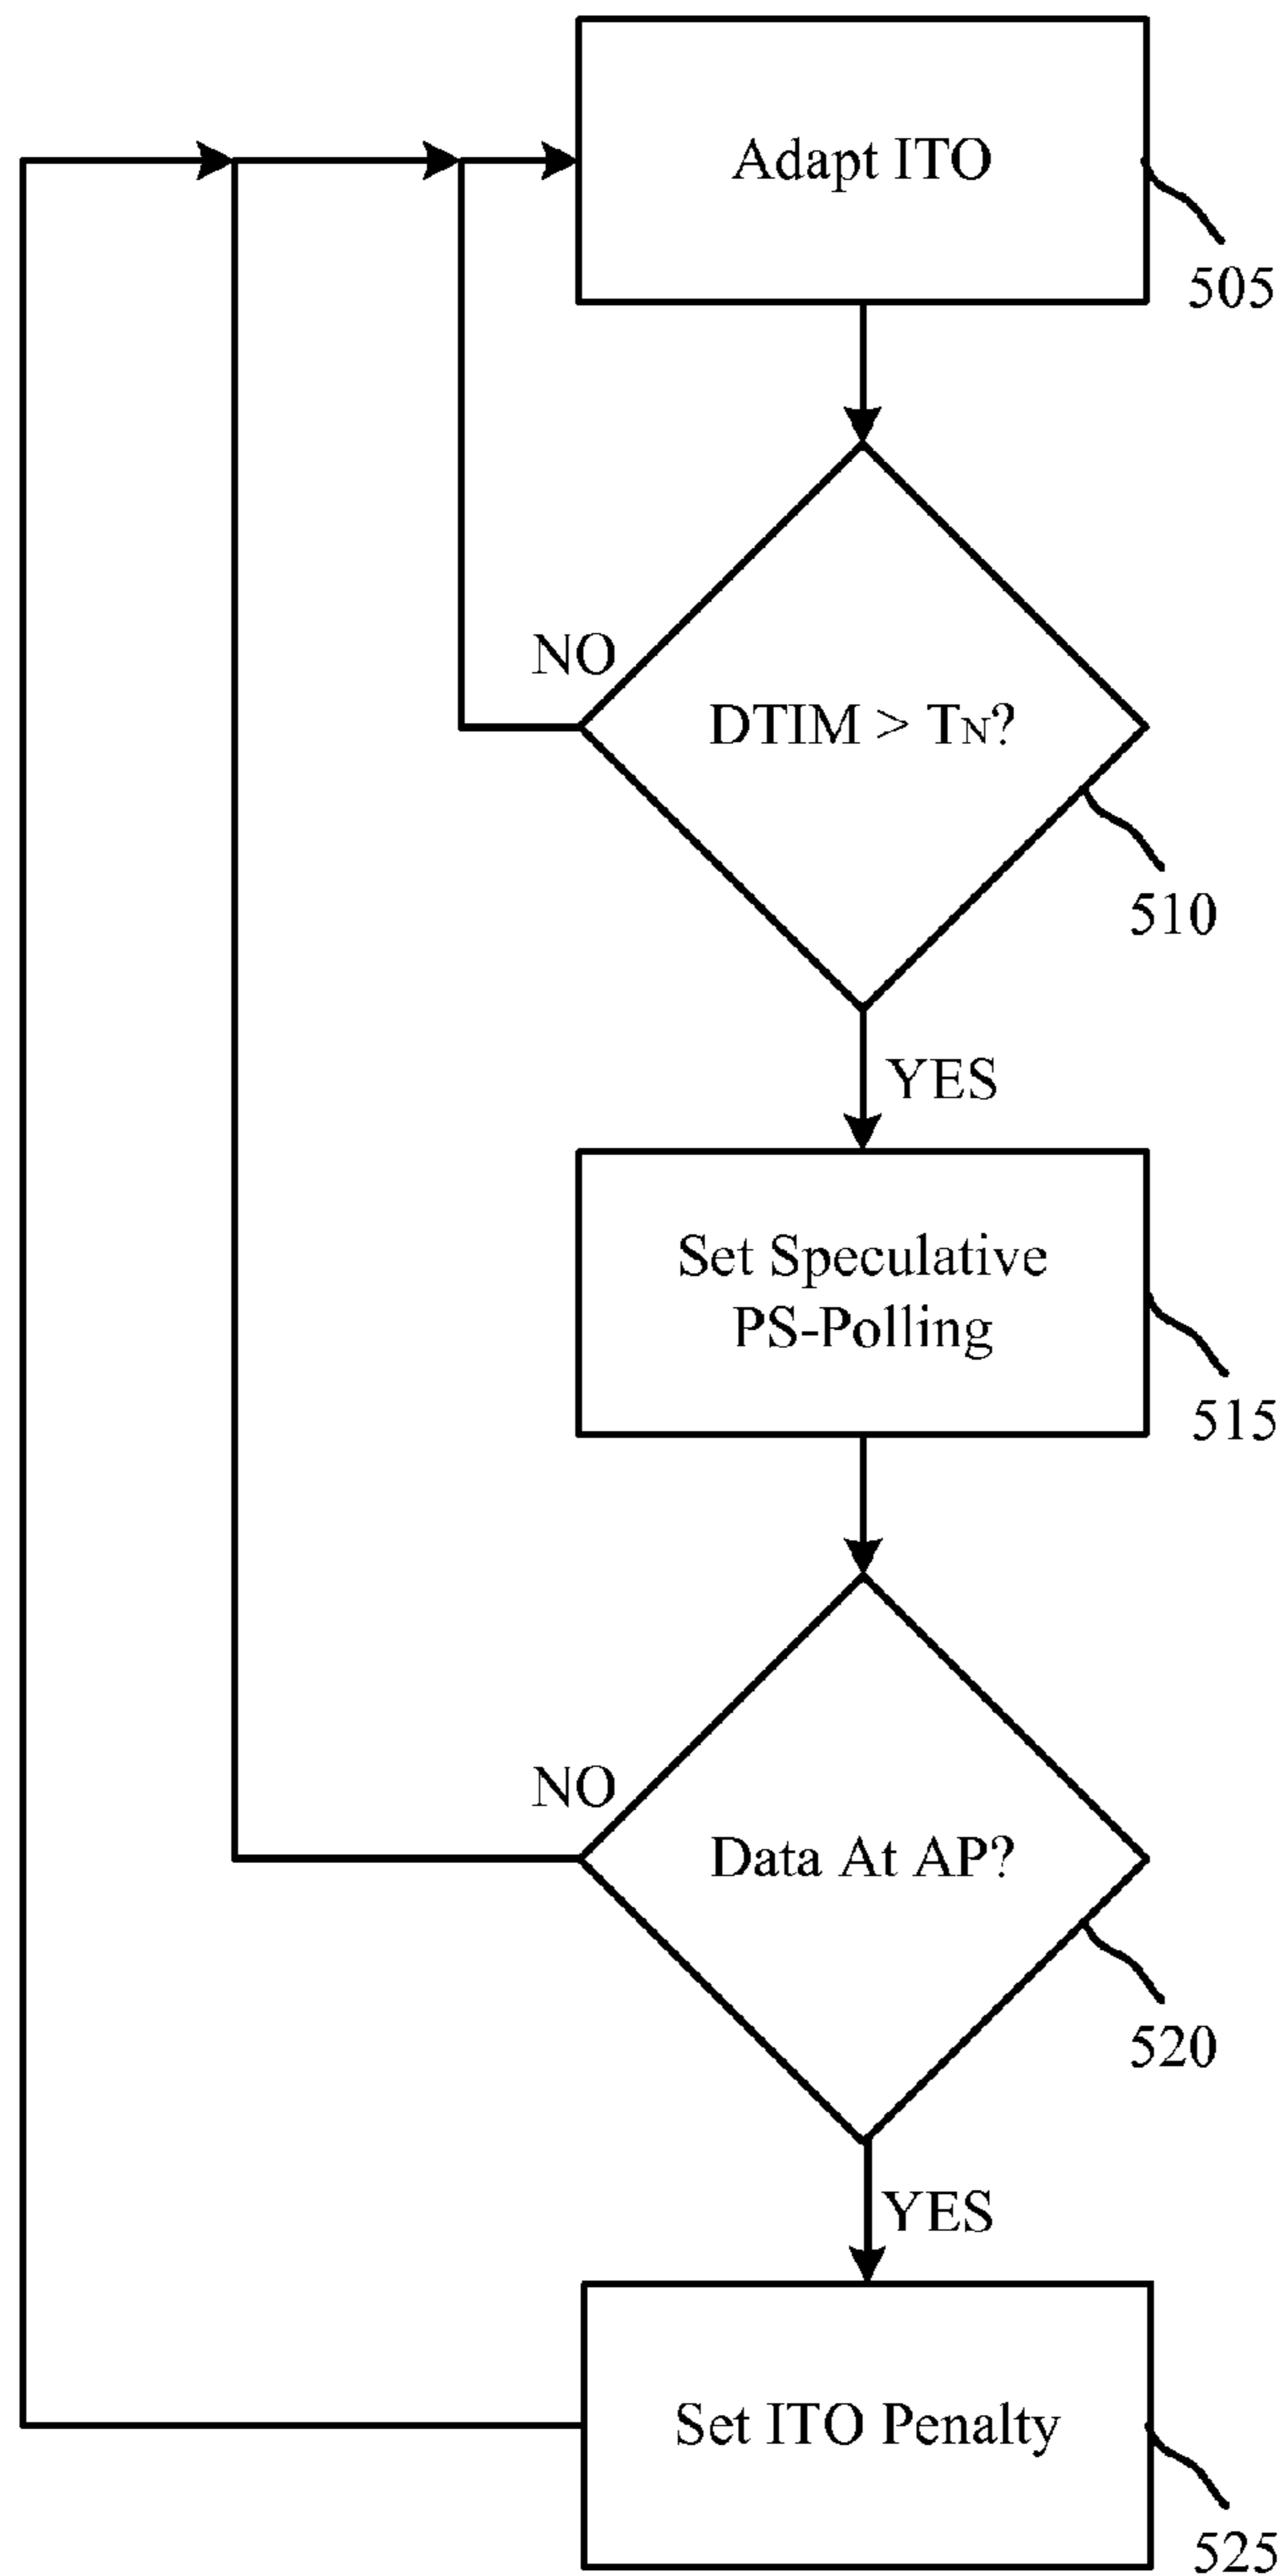 Adapt ITO
505
NO
DTIM > TN?
510
YES
Set Speculative
PS-Polling
515
NO
Data At AP?
520
YES
Set ITO Penalty
525